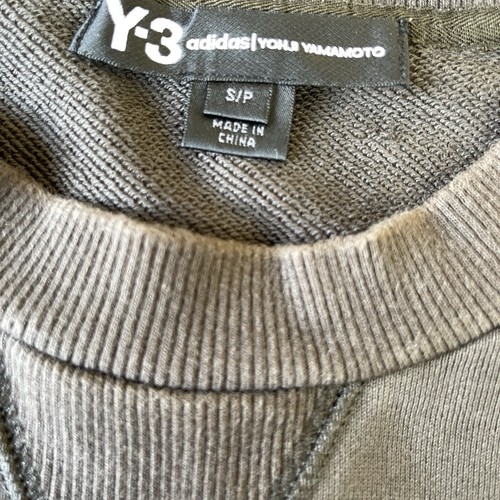 Y-3 adidas | YOHJI YAMAMOTO
S/P
MADE IN
CHINA